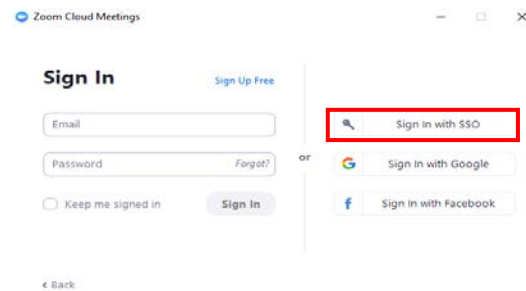 Zoom Cloud Meetings
Sign In
Sign Up Free
Email
Password
Forgot?
Keep me signed in
Sign In
or
Sign In with SSO
Sign In with Google
Sign In with Facebook
< Back